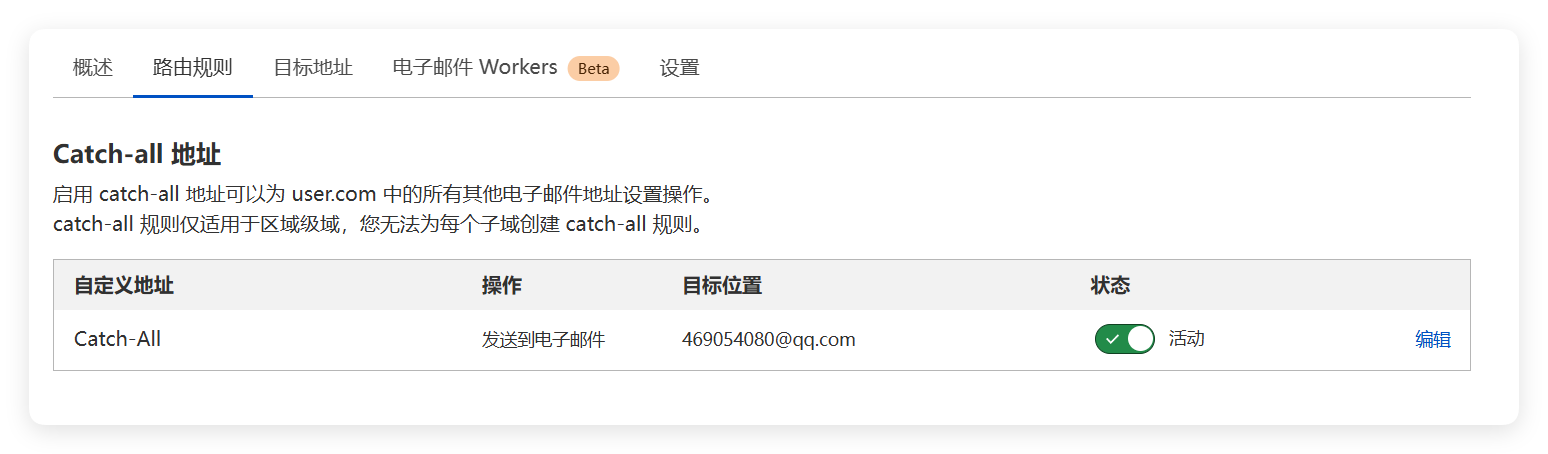 概述 路由规则 目标地址 电子邮件 Workers Beta 设置
Catch-all 地址
启用 catch-all 地址可以为 user.com 中的所有其他电子邮件地址设置操作。
catch-all 规则仅适用于区域级域，您无法为每个子域创建 catch-all 规则。
自定义地址 操作 目标位置 状态
Catch-All 发送到电子邮件 469054080@qq.com 活动 编辑